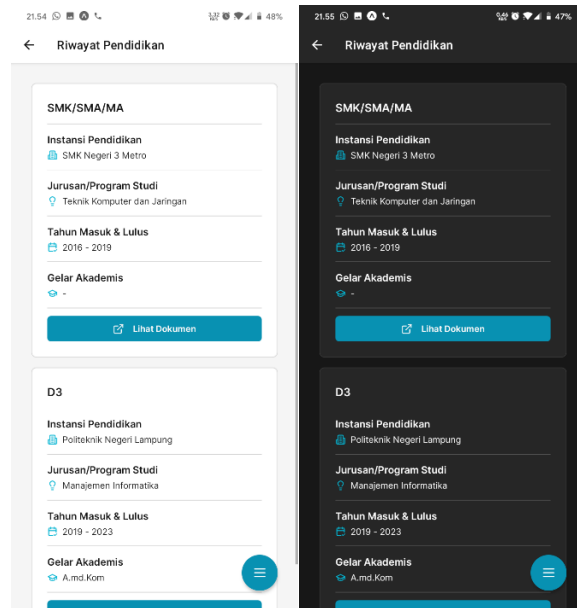 21.54
48%
Riwayat Pendidikan
SMK/SMA/MA
Instansi Pendidikan
SMK Negeri 3 Metro
Jurusan/Program Studi
Teknik Komputer dan Jaringan
Tahun Masuk & Lulus
2016 - 2019
Gelar Akademis
-
Lihat Dokumen
D3
Instansi Pendidikan
Politeknik Negeri Lampung
Jurusan/Program Studi
Manajemen Informatika
Tahun Masuk & Lulus
2019 - 2023
Gelar Akademis
A.md.Kom
21.55
47%
Riwayat Pendidikan
SMK/SMA/MA
Instansi Pendidikan
SMK Negeri 3 Metro
Jurusan/Program Studi
Teknik Komputer dan Jaringan
Tahun Masuk & Lulus
2016 - 2019
Gelar Akademis
-
Lihat Dokumen
D3
Instansi Pendidikan
Politeknik Negeri Lampung
Jurusan/Program Studi
Manajemen Informatika
Tahun Masuk & Lulus
2019 - 2023
Gelar Akademis
A.md.Kom